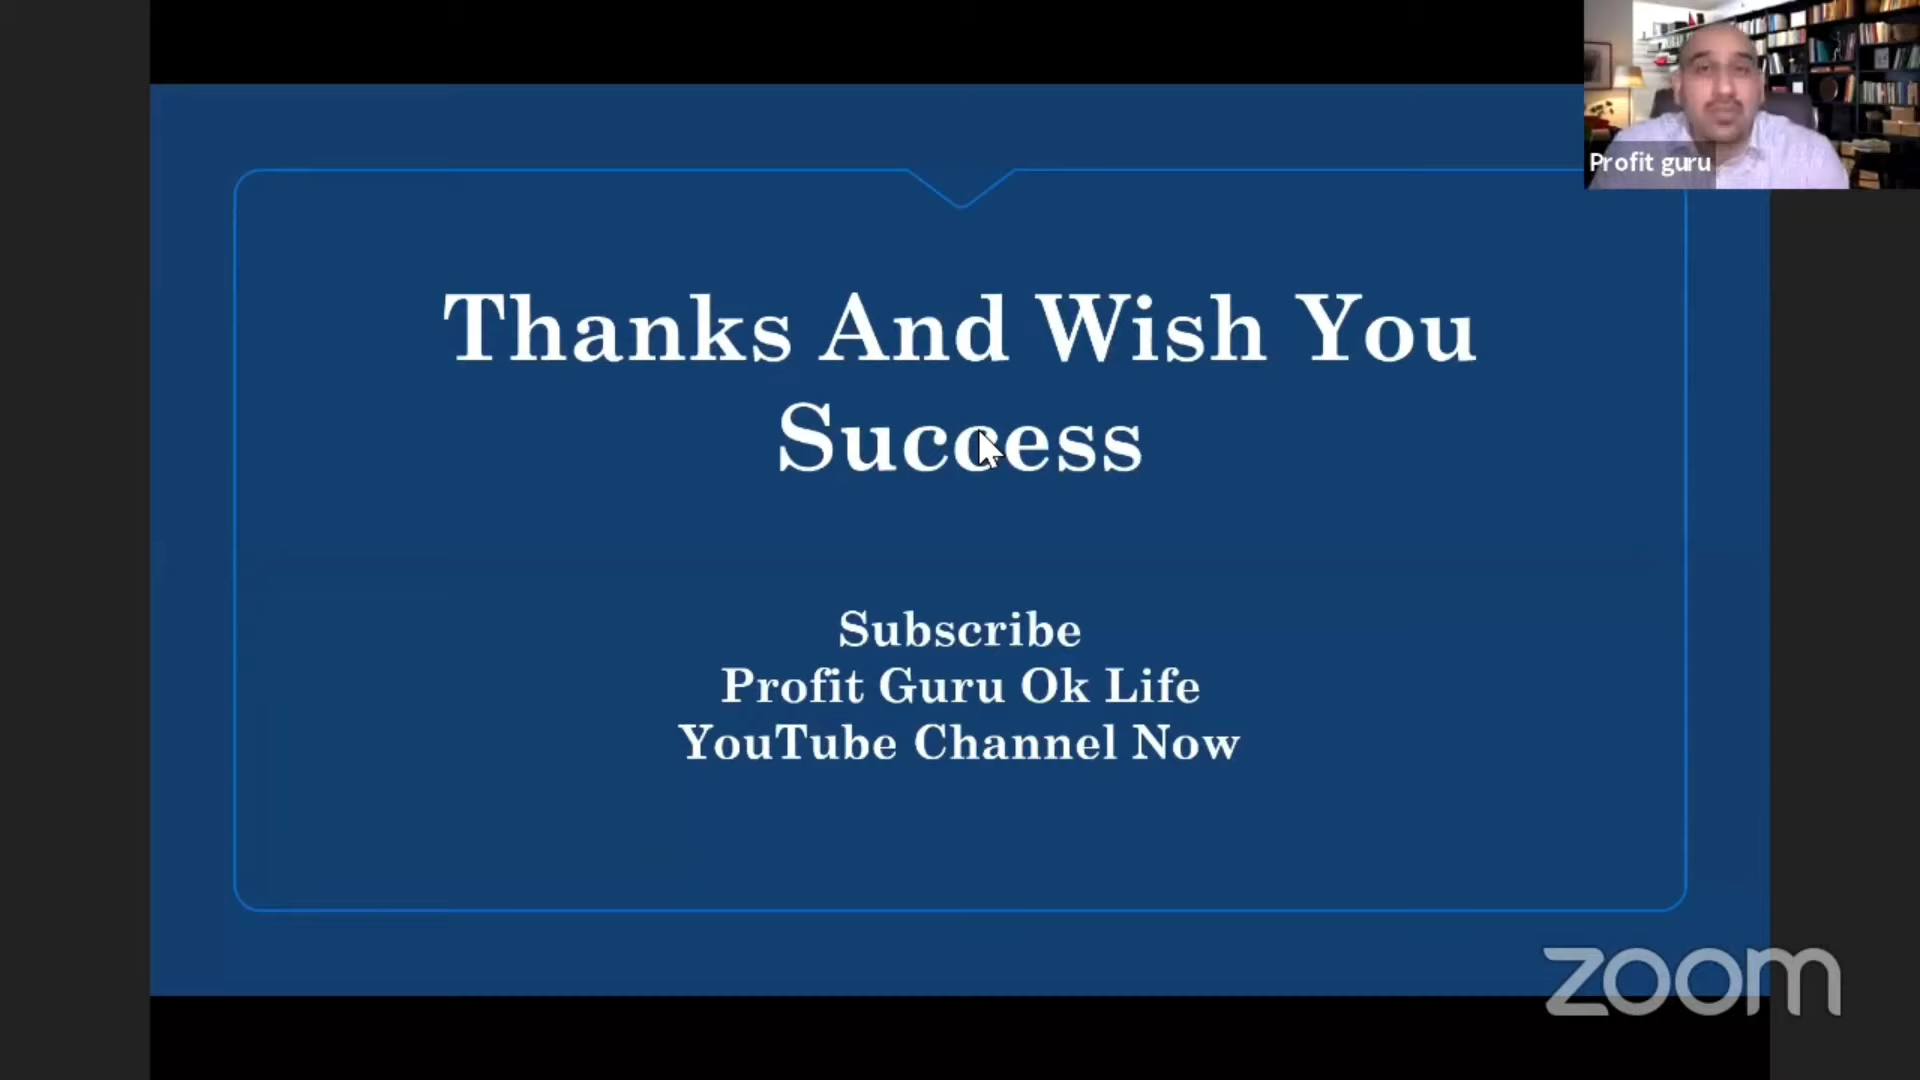 Profit guru
Thanks And Wish You
Success
Subscribe
Profit Guru Ok Life
YouTube Channel Now
zoom